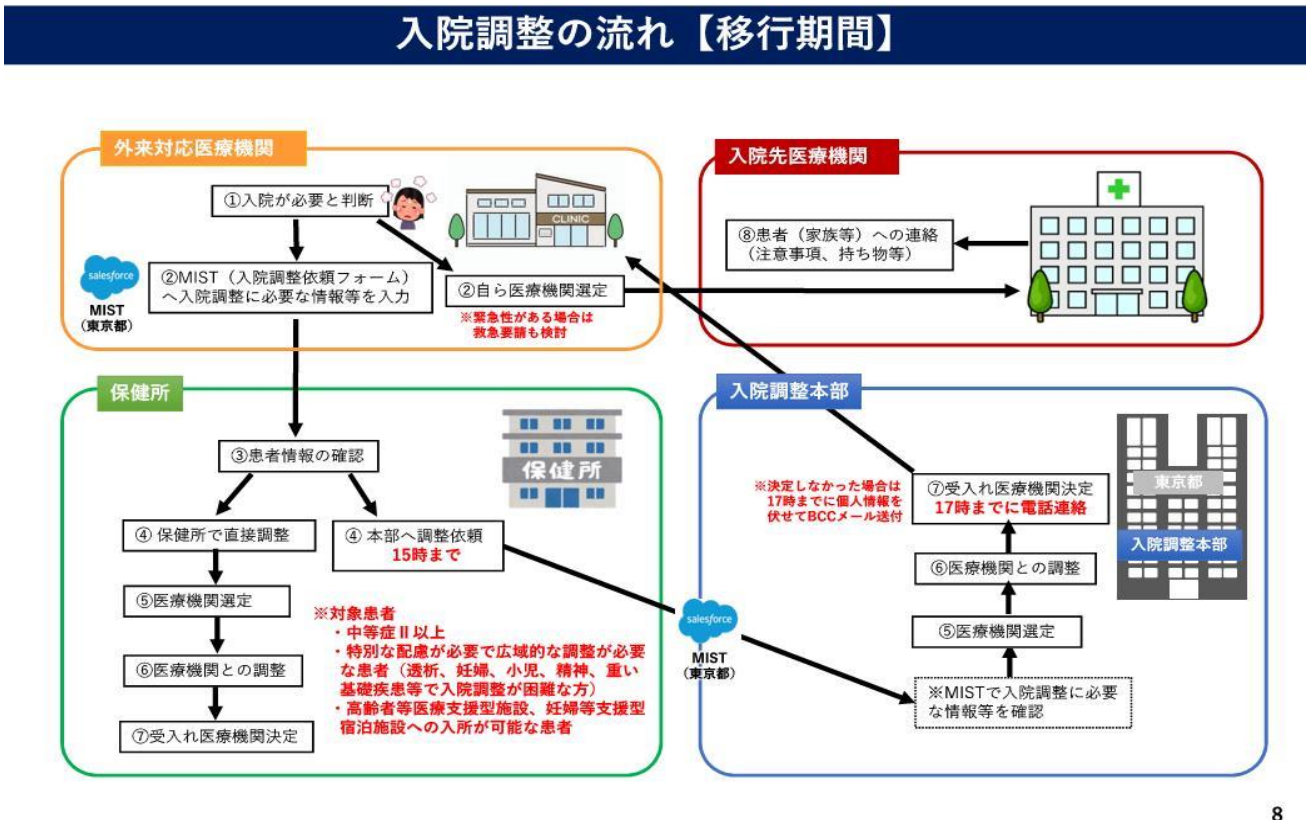 入院調整の流れ【移行期間】
外来対応医療機関
①入院が必要と判断
CLINIC
salesforce
MIST
（東京都）
②MIST（入院調整依頼フォーム）
へ入院調整に必要な情報等を入力
②自ら医療機関選定
※緊急性がある場合は
救急要請も検討
入院先医療機関
⑧患者（家族等）への連絡
（注意事項、持ち物等）
保健所
保健所
③患者情報の確認
④ 保健所で直接調整
④ 本部へ調整依頼
15時まで
⑤医療機関選定
⑥医療機関との調整
⑦受入れ医療機関決定
※対象患者
・中等症Ⅱ以上
・特別な配慮が必要で広域的な調整が必要
な患者（透析、妊婦、小児、精神、重い
基礎疾患等で入院調整が困難な方）
・高齢者等医療支援型施設、妊婦等支援型
宿泊施設への入所が可能な患者
salesforce
MIST
（東京都）
入院調整本部
※決定しなかった場合は
17時までに個人情報を
伏せてBCCメール送付
⑦受入れ医療機関決定
17時までに電話連絡
⑥医療機関との調整
⑤医療機関選定
※MISTで入院調整に必要
な情報等を確認
東京都
入院調整本部
8